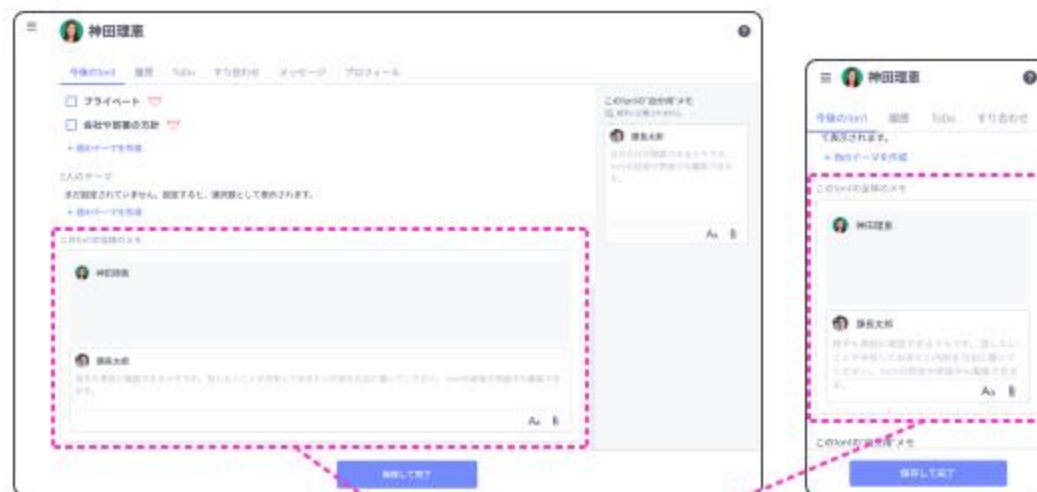 神田理恵
今後の1on1 履歴 ToDo すり合わせ メッセージ プロフィール
プライベート
会社や部署の方針
+ 他のテーマを作成
2人のテーマ
まだ設定されていません。設定すると、選択肢として表示されます。
+ 他のテーマを作成
この1on1の全体のメモ
神田理恵
課長太郎
Aa
保存して完了
この1on1の"自分用"メモ
課長太郎
Aa
神田理恵
今後の1on1 履歴 ToDo すり合わせ
て表示されます。
+ 他のテーマを作成
この1on1の全体のメモ
神田理恵
課長太郎
Aa
この1on1の"自分用"メモ
保存して完了